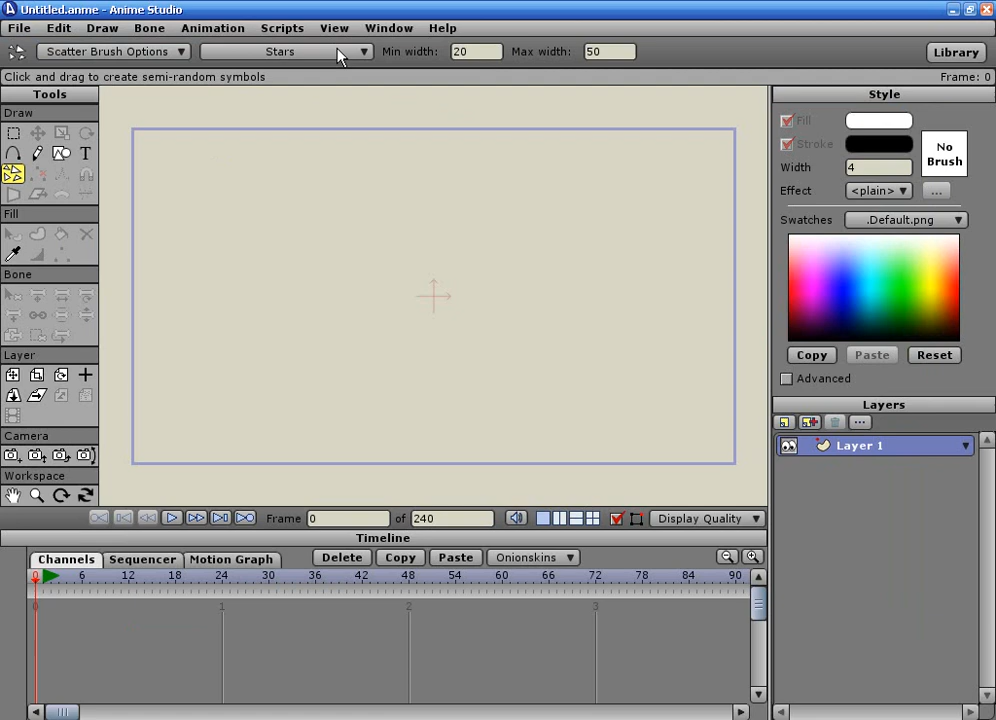 Untitled.anme - Anime Studio
File Edit Draw Bone Animation Scripts View Window Help
Scatter Brush Options Stars Min width: 20 Max width: 50 Library
Click and drag to create semi-random symbols Frame: 0
Tools
Draw
T
Fill
Bone
Layer
Camera
Workspace
Style
Fill
Stroke
No Brush
Width 4
Effect <plain> ...
Swatches .Default.png
Copy Paste Reset
Advanced
Layers
...
Layer 1
Frame 0 of 240 Display Quality
Timeline
Channels Sequencer Motion Graph Delete Copy Paste Onionskins
0 6 12 18 24 30 36 42 48 54 60 66 72 78 84 90
0 1 2 3